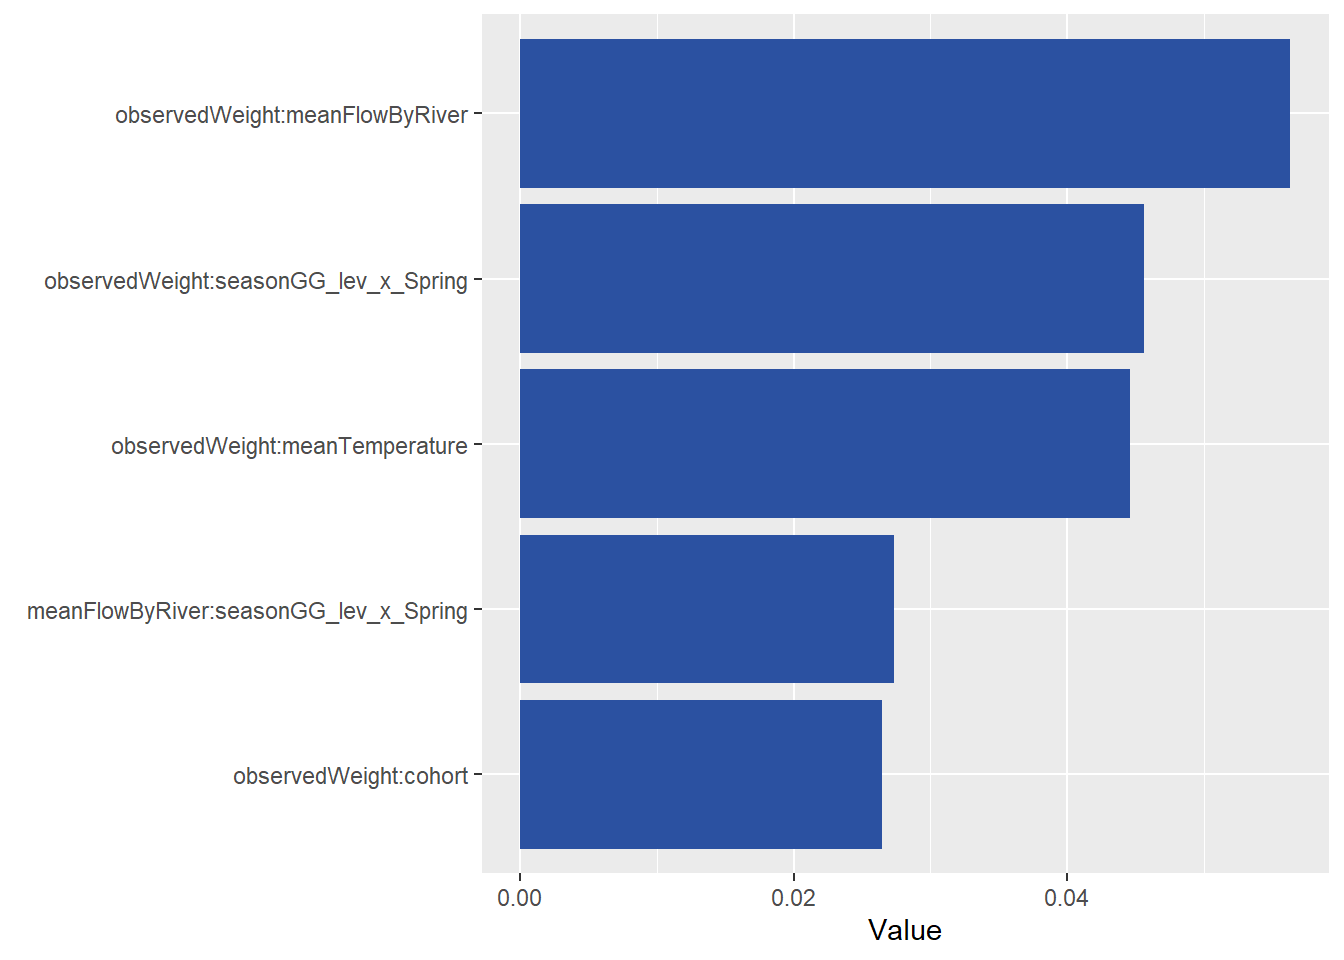 observedWeight:meanFlowByRiver
observedWeight:seasonGG_lev_x_Spring
observedWeight:meanTemperature
meanFlowByRiver:seasonGG_lev_x_Spring
observedWeight:cohort
0.00 0.02 0.04
Value